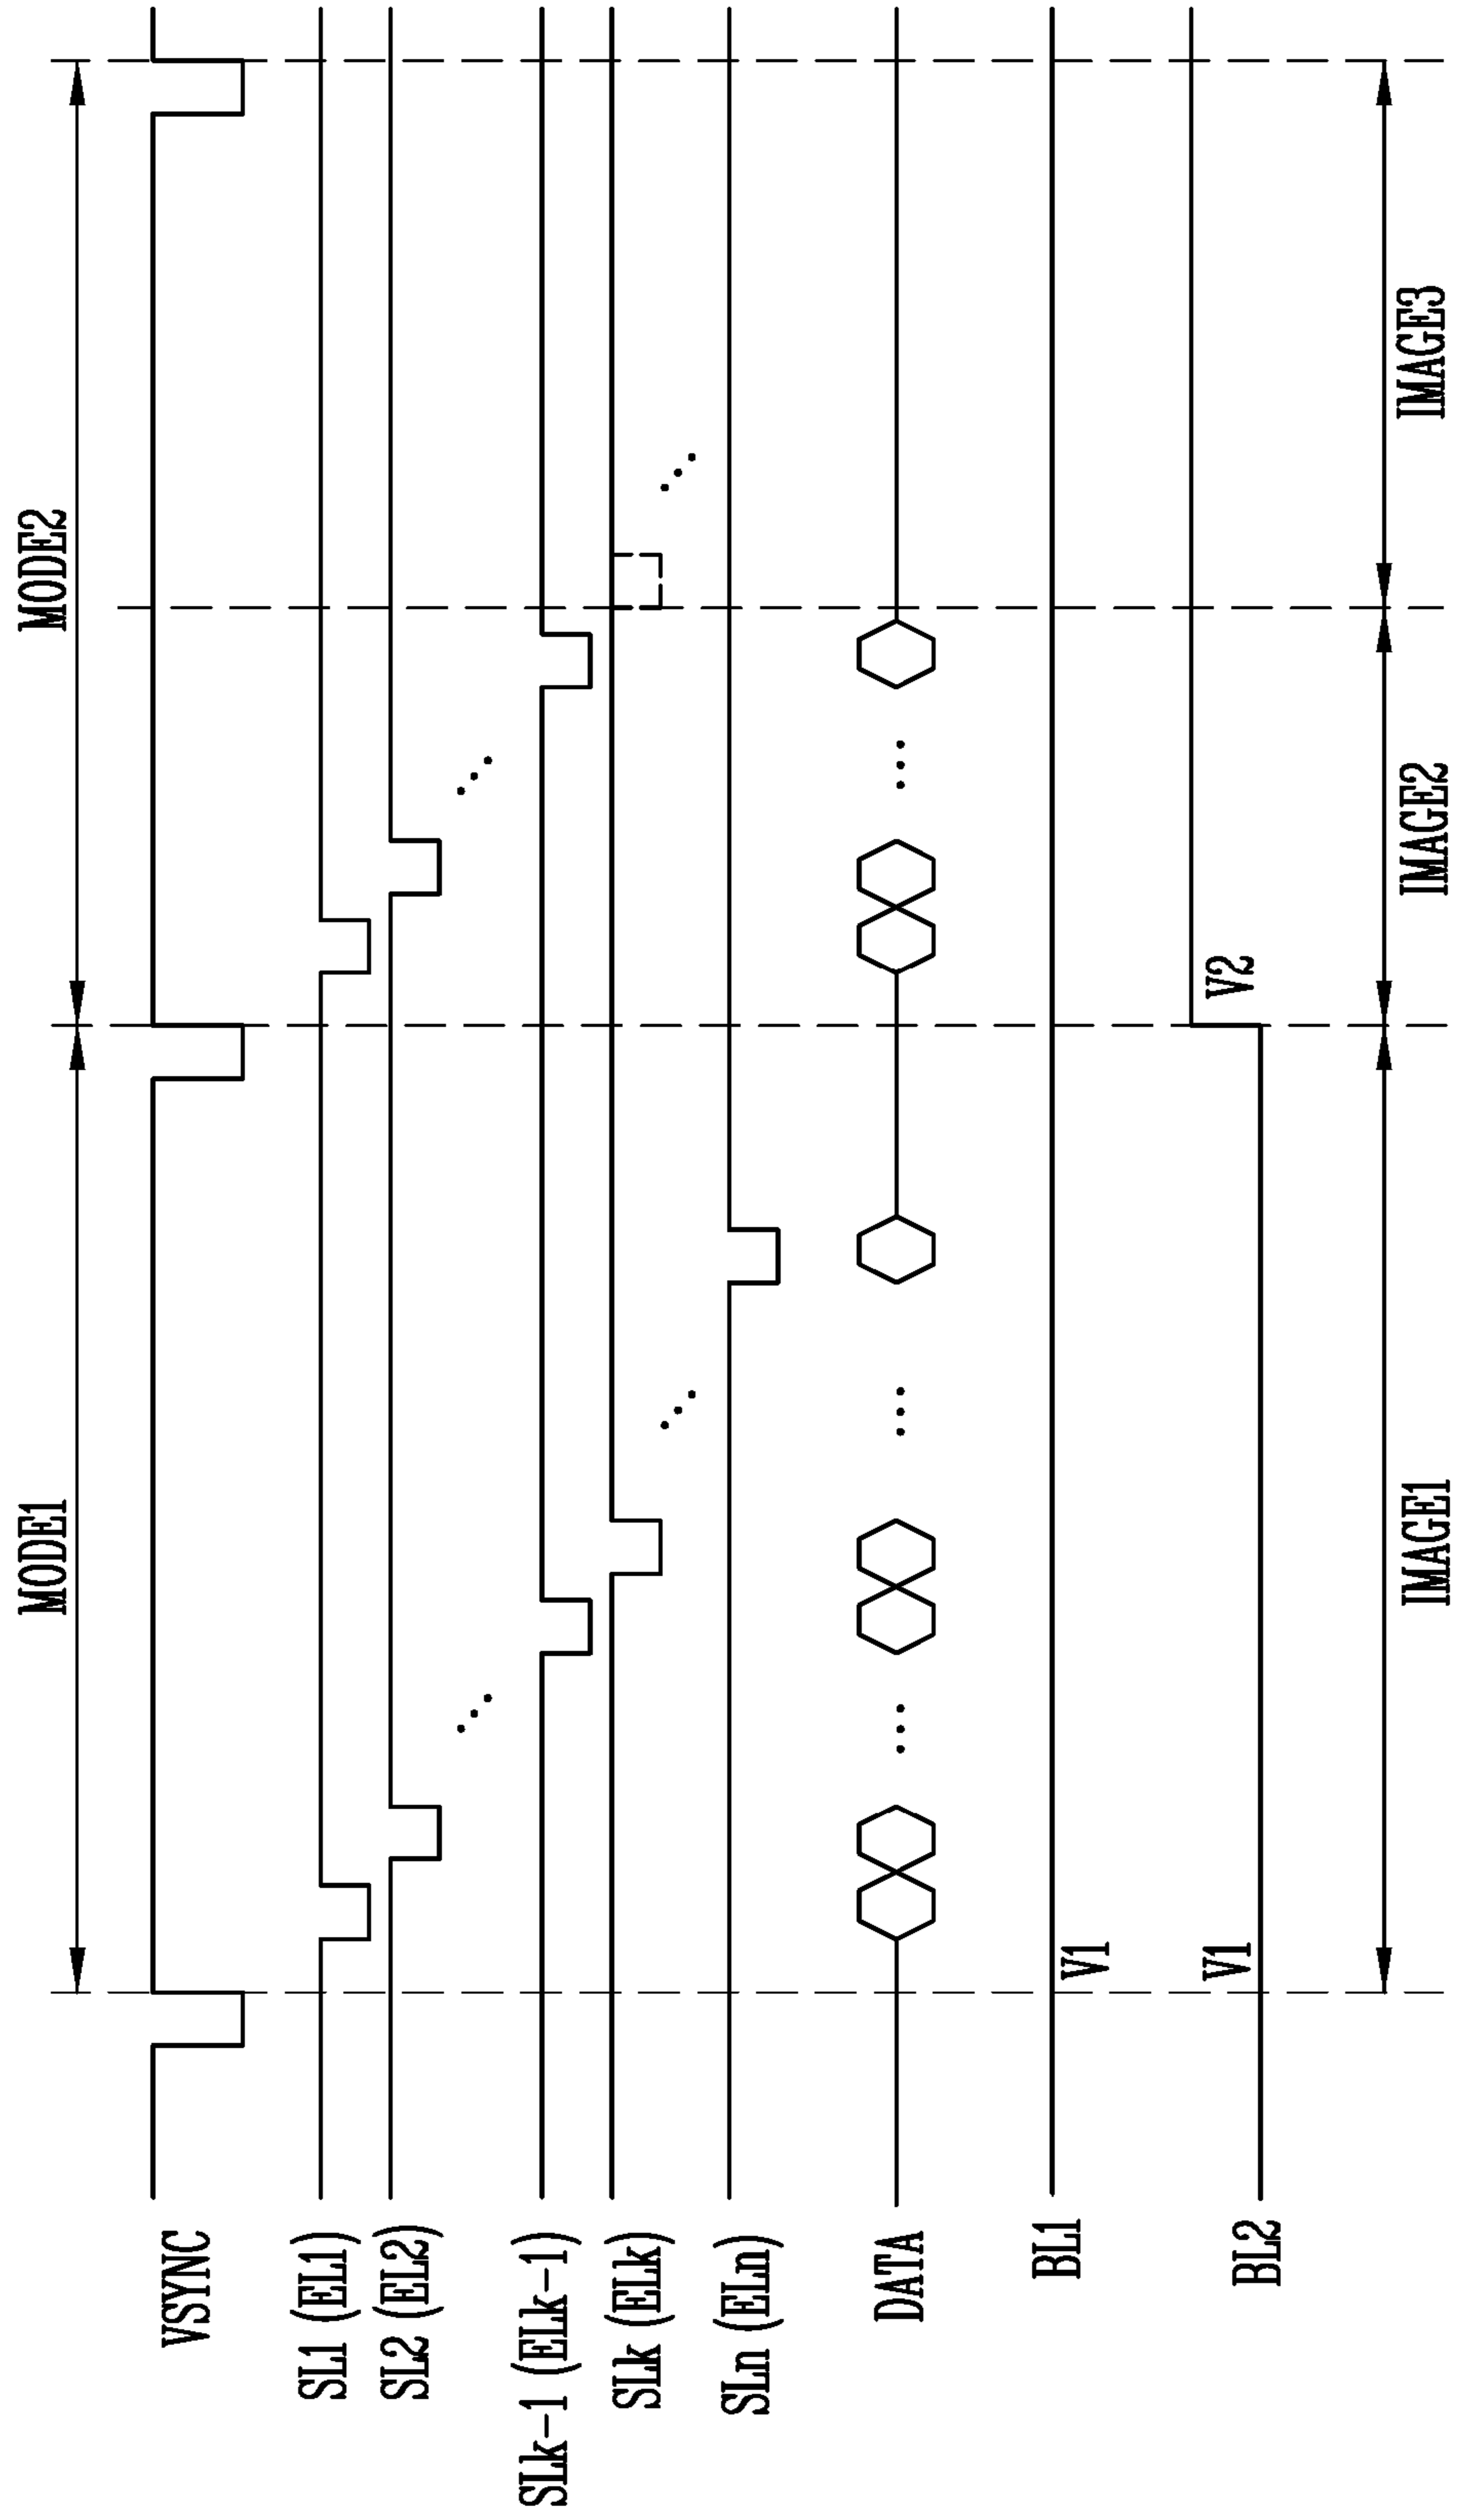 MODE1
MODE2
VSYNC
SL1 (EL1)
SL2 (EL2)
SLk-1 (ELk-1)
SLk (ELk)
SLn (ELn)
DATA
BL1
V1
BL2
V1
V2
IMAGE1
IMAGE2
IMAGE3